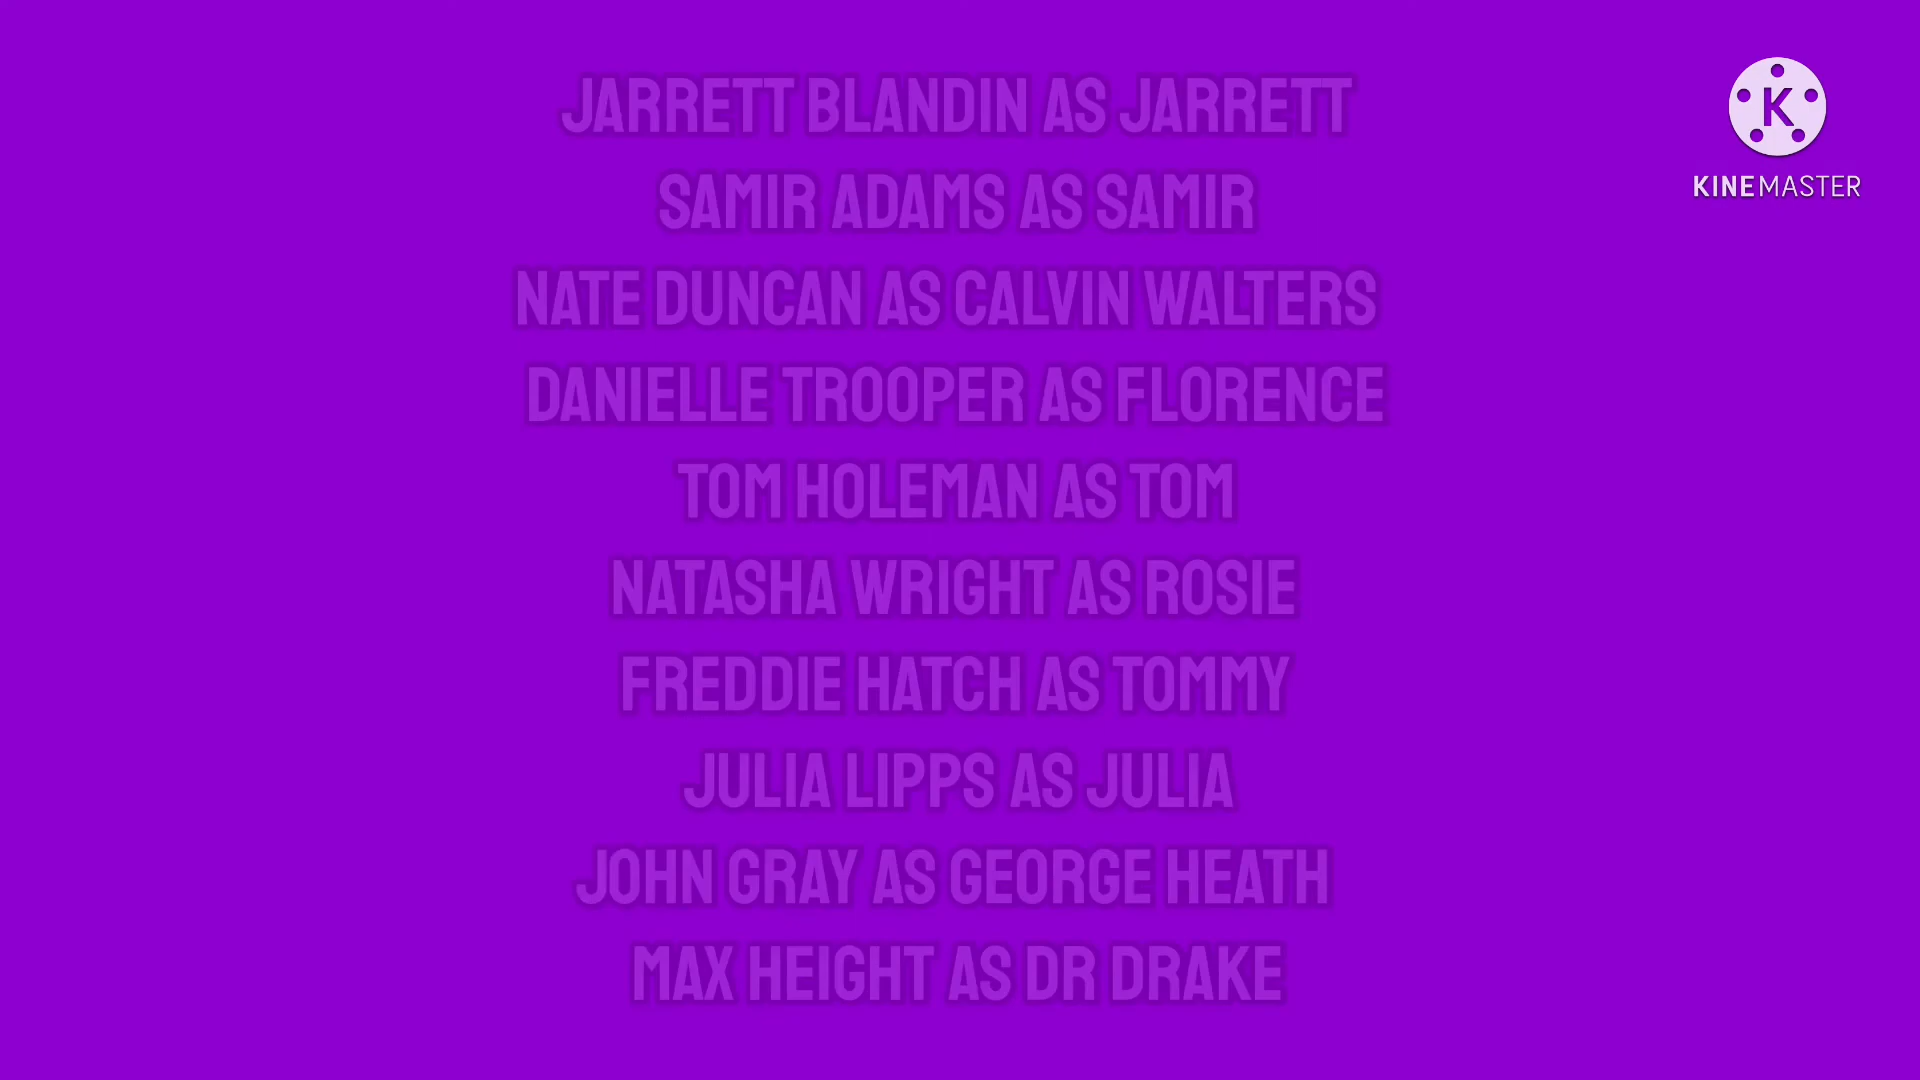 JARRETT BLANDIN AS JARRETT
SAMIR ADAMS AS SAMIR
NATE DUNCAN AS CALVIN WALTERS
DANIELLE TROOPER AS FLORENCE
TOM HOLEMAN AS TOM
NATASHA WRIGHT AS ROSIE
FREDDIE HATCH AS TOMMY
JULIA LIPPS AS JULIA
JOHN GRAY AS GEORGE HEATH
MAX HEIGHT AS DR DRAKE
K
KINEMASTER